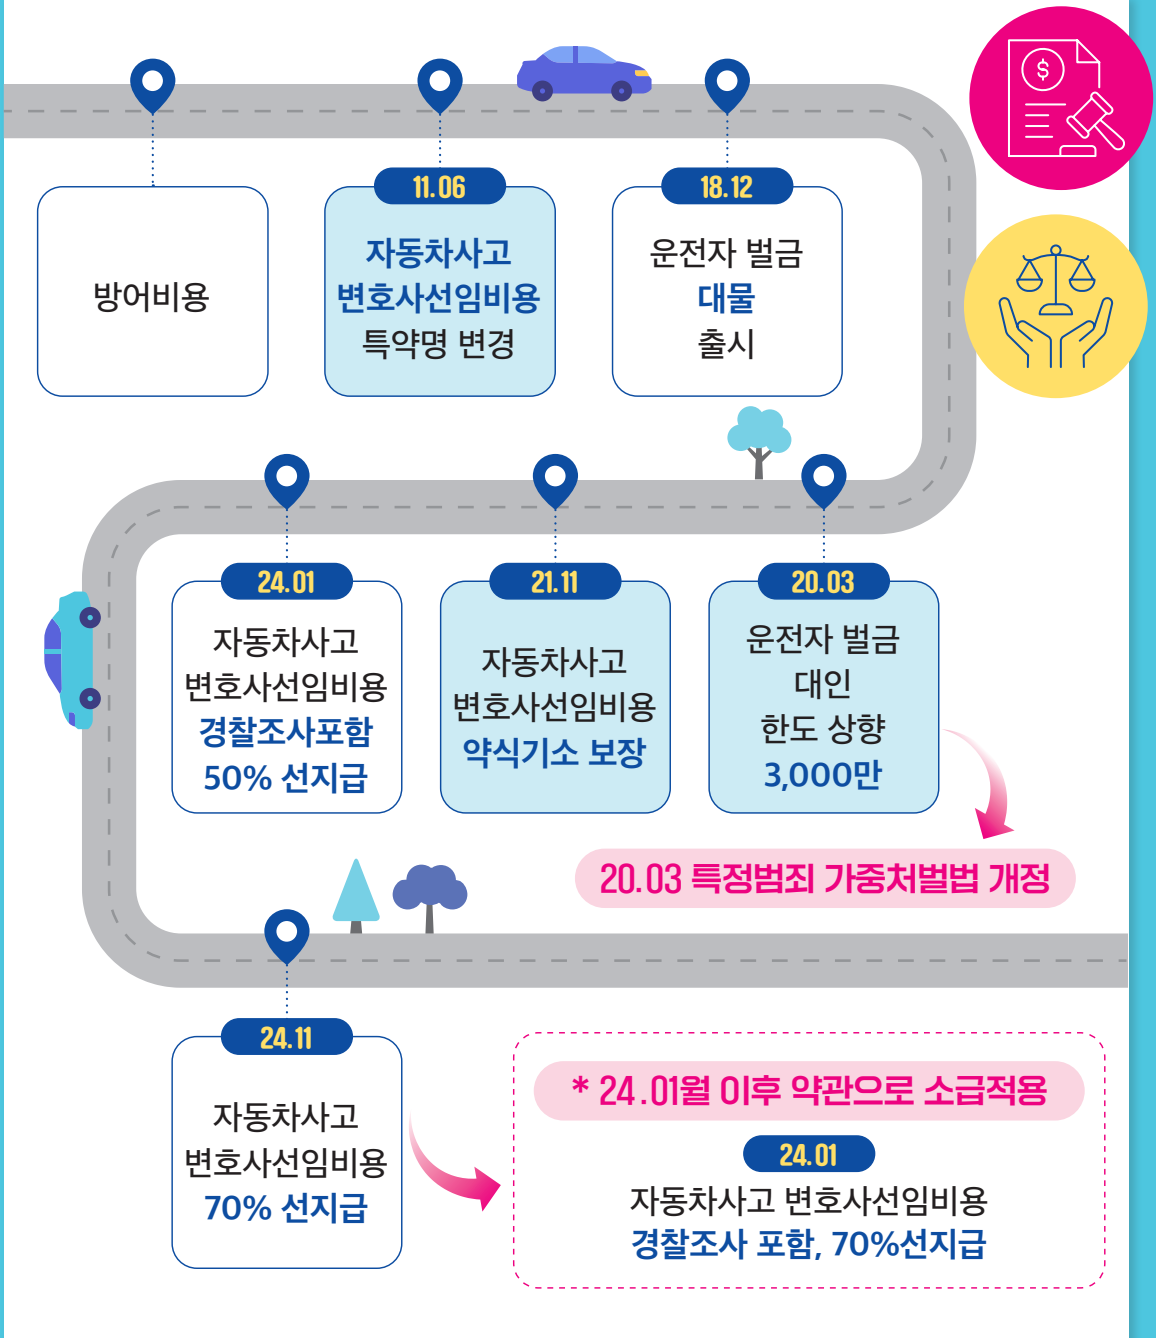 방어비용
11.06
자동차사고
변호사선임비용
특약명 변경
18.12
운전자 벌금
대물
출시
$
24.01
자동차사고
변호사선임비용
경찰조사포함
50% 선지급
21.11
자동차사고
변호사선임비용
약식기소 보장
20.03
운전자 벌금
대인
한도 상향
3,000만
20.03 특정범죄 가중처벌법 개정
24.11
자동차사고
변호사선임비용
70% 선지급
* 24.01월 이후 약관으로 소급적용
24.01
자동차사고 변호사선임비용
경찰조사 포함, 70%선지급